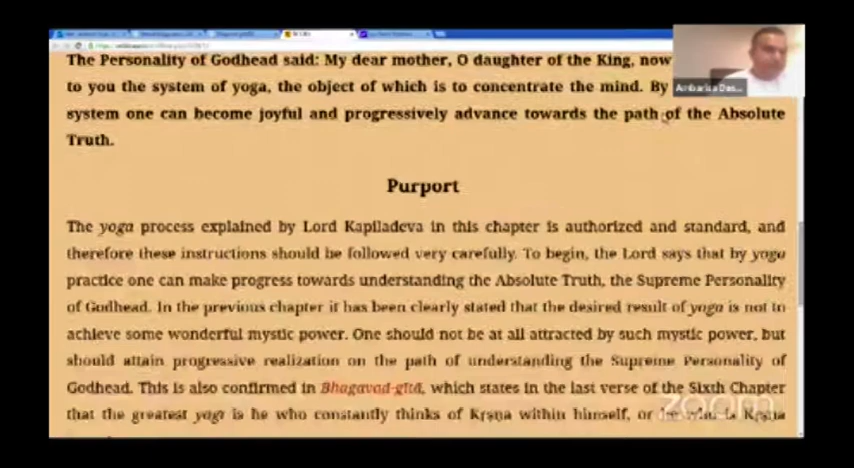 The Personality of Godhead said: My dear mother, O daughter of the King, now
to you the system of yoga, the object of which is to concentrate the mind. By
system one can become joyful and progressively advance towards the path of the Absolute
Truth.
Purport
The yoga process explained by Lord Kapiladeva in this chapter is authorized and standard, and
therefore these instructions should be followed very carefully. To begin, the Lord says that by yoga
practice one can make progress towards understanding the Absolute Truth, the Supreme Personality
of Godhead. In the previous chapter it has been clearly stated that the desired result of yoga is not to
achieve some wonderful mystic power. One should not be at all attracted by such mystic power, but
should attain progressive realization on the path of understanding the Supreme Personality of
Godhead. This is also confirmed in Bhagavad-gītā, which states in the last verse of the Sixth Chapter
that the greatest yogī is he who constantly thinks of Kṛṣṇa within himself, or he who is Kṛṣṇa
zoom